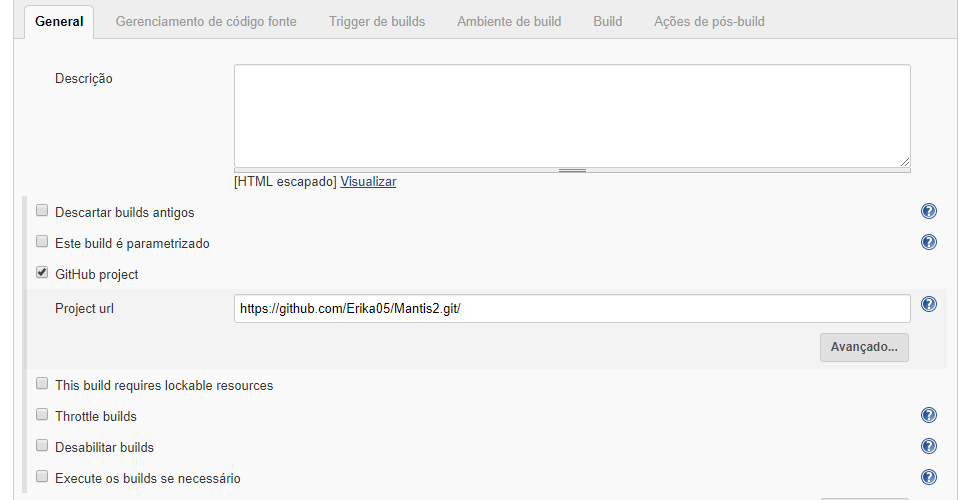 General Gerenciamento de código fonte Trigger de builds Ambiente de build Build Ações de pós-build
Descrição
[HTML escapado] Visualizar
Descartar builds antigos ?
Este build é parametrizado ?
GitHub project
Project url https://github.com/Erika05/Mantis2.git/ ?
Avançado...
This build requires lockable resources
Throttle builds ?
Desabilitar builds ?
Execute os builds se necessário ?